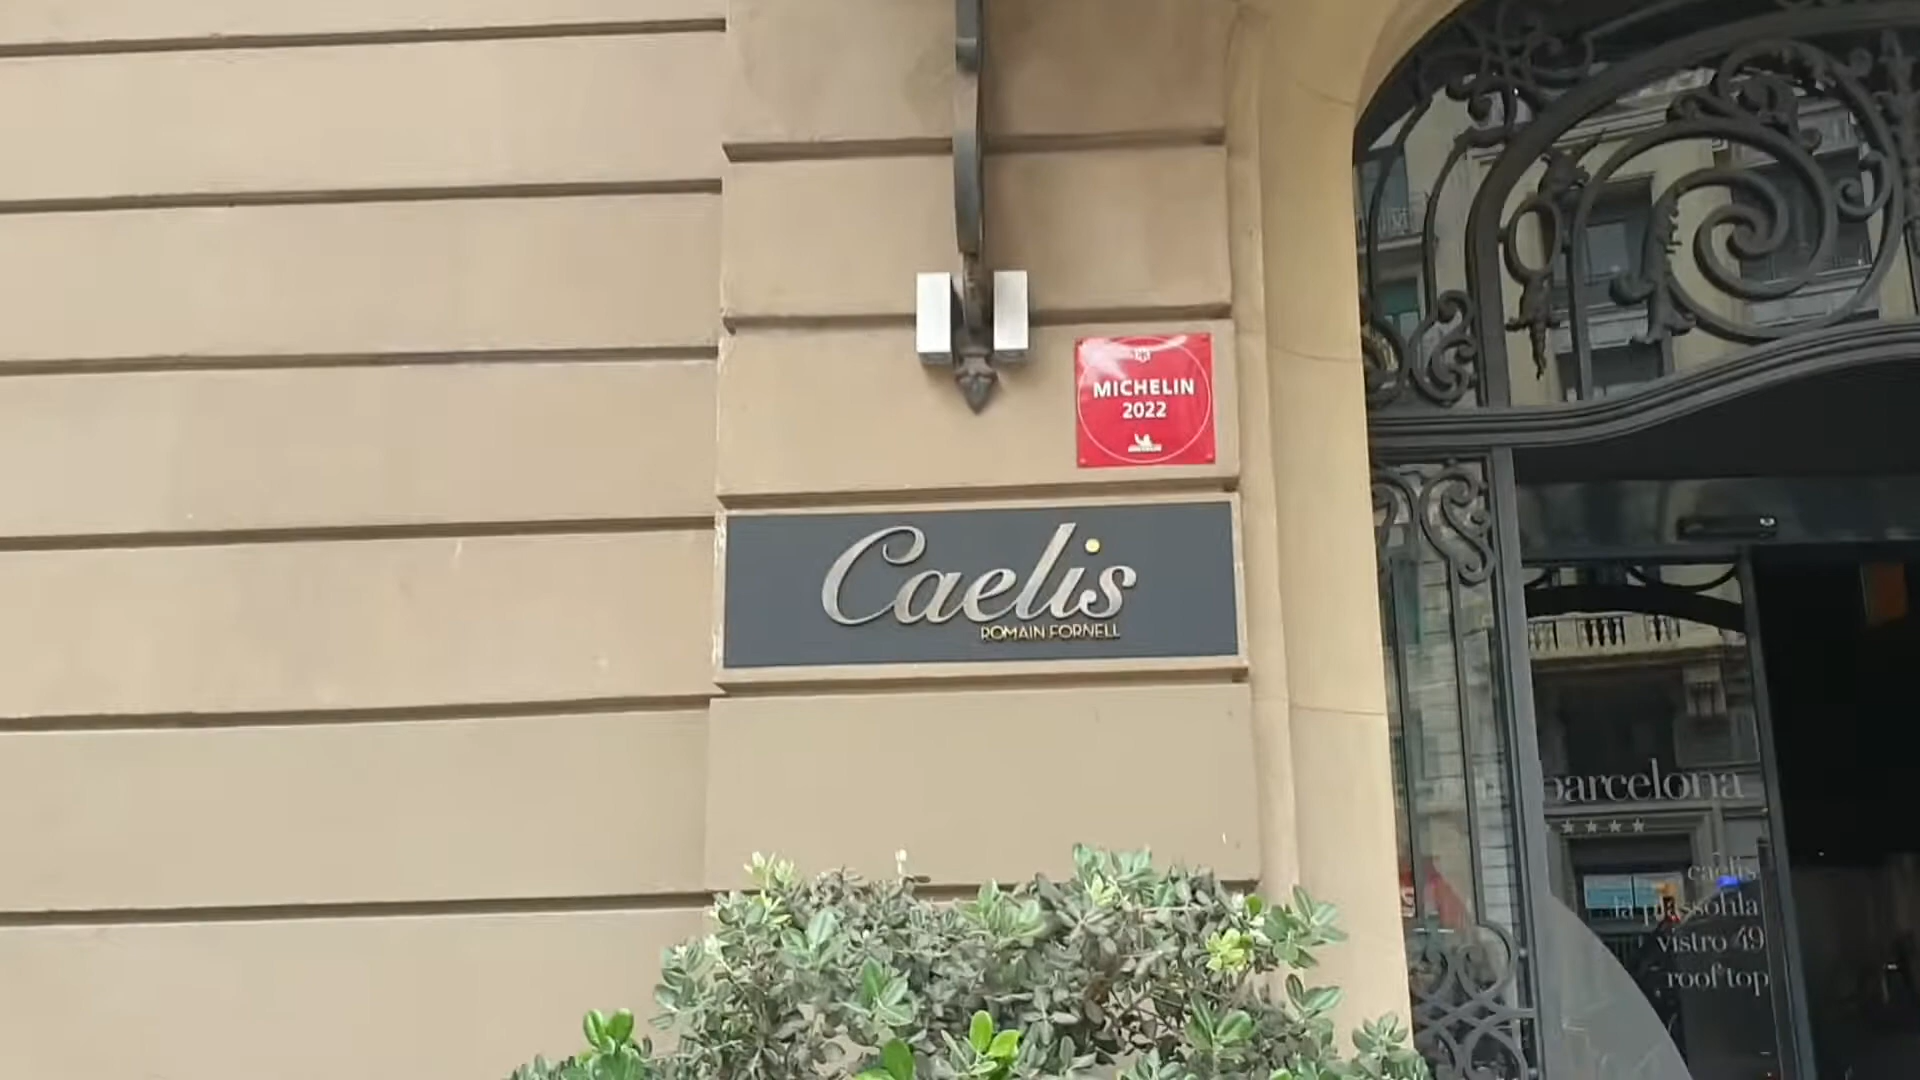 MICHELIN
2022
Caelis
ROMAIN FORNELL
barcelona
caelis
la plassohla
vistro 49
roof top